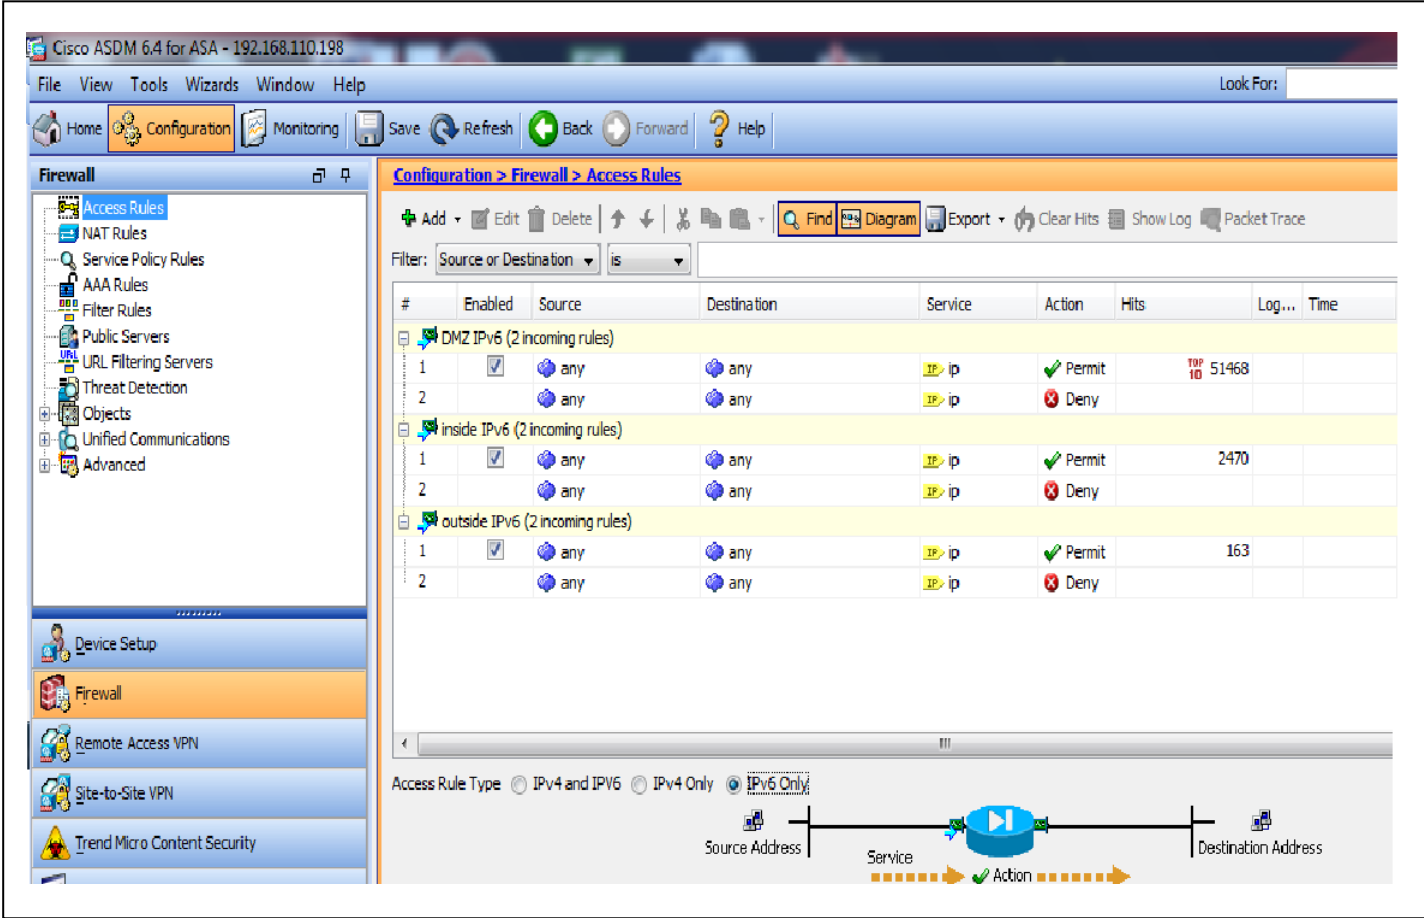 Cisco ASDM 6.4 for ASA - 192.168.110.198
File View Tools Wizards Window Help Look For:
Home Configuration Monitoring Save Refresh Back Forward Help
Firewall
Access Rules
NAT Rules
Service Policy Rules
AAA Rules
Filter Rules
Public Servers
URL Filtering Servers
Threat Detection
Objects
Unified Communications
Advanced
Device Setup
Firewall
Remote Access VPN
Site-to-Site VPN
Trend Micro Content Security
Configuration > Firewall > Access Rules
Add Edit Delete Find Diagram Export Clear Hits Show Log Packet Trace
Filter: Source or Destination is
# Enabled Source Destination Service Action Hits Log... Time
DMZ IPv6 (2 incoming rules)
1 any any IP ip Permit TOP 10 51468
2 any any IP ip Deny
inside IPv6 (2 incoming rules)
1 any any IP ip Permit 2470
2 any any IP ip Deny
outside IPv6 (2 incoming rules)
1 any any IP ip Permit 163
2 any any IP ip Deny
Access Rule Type IPv4 and IPV6 IPv4 Only IPv6 Only
Source Address Destination Address
Service
Action